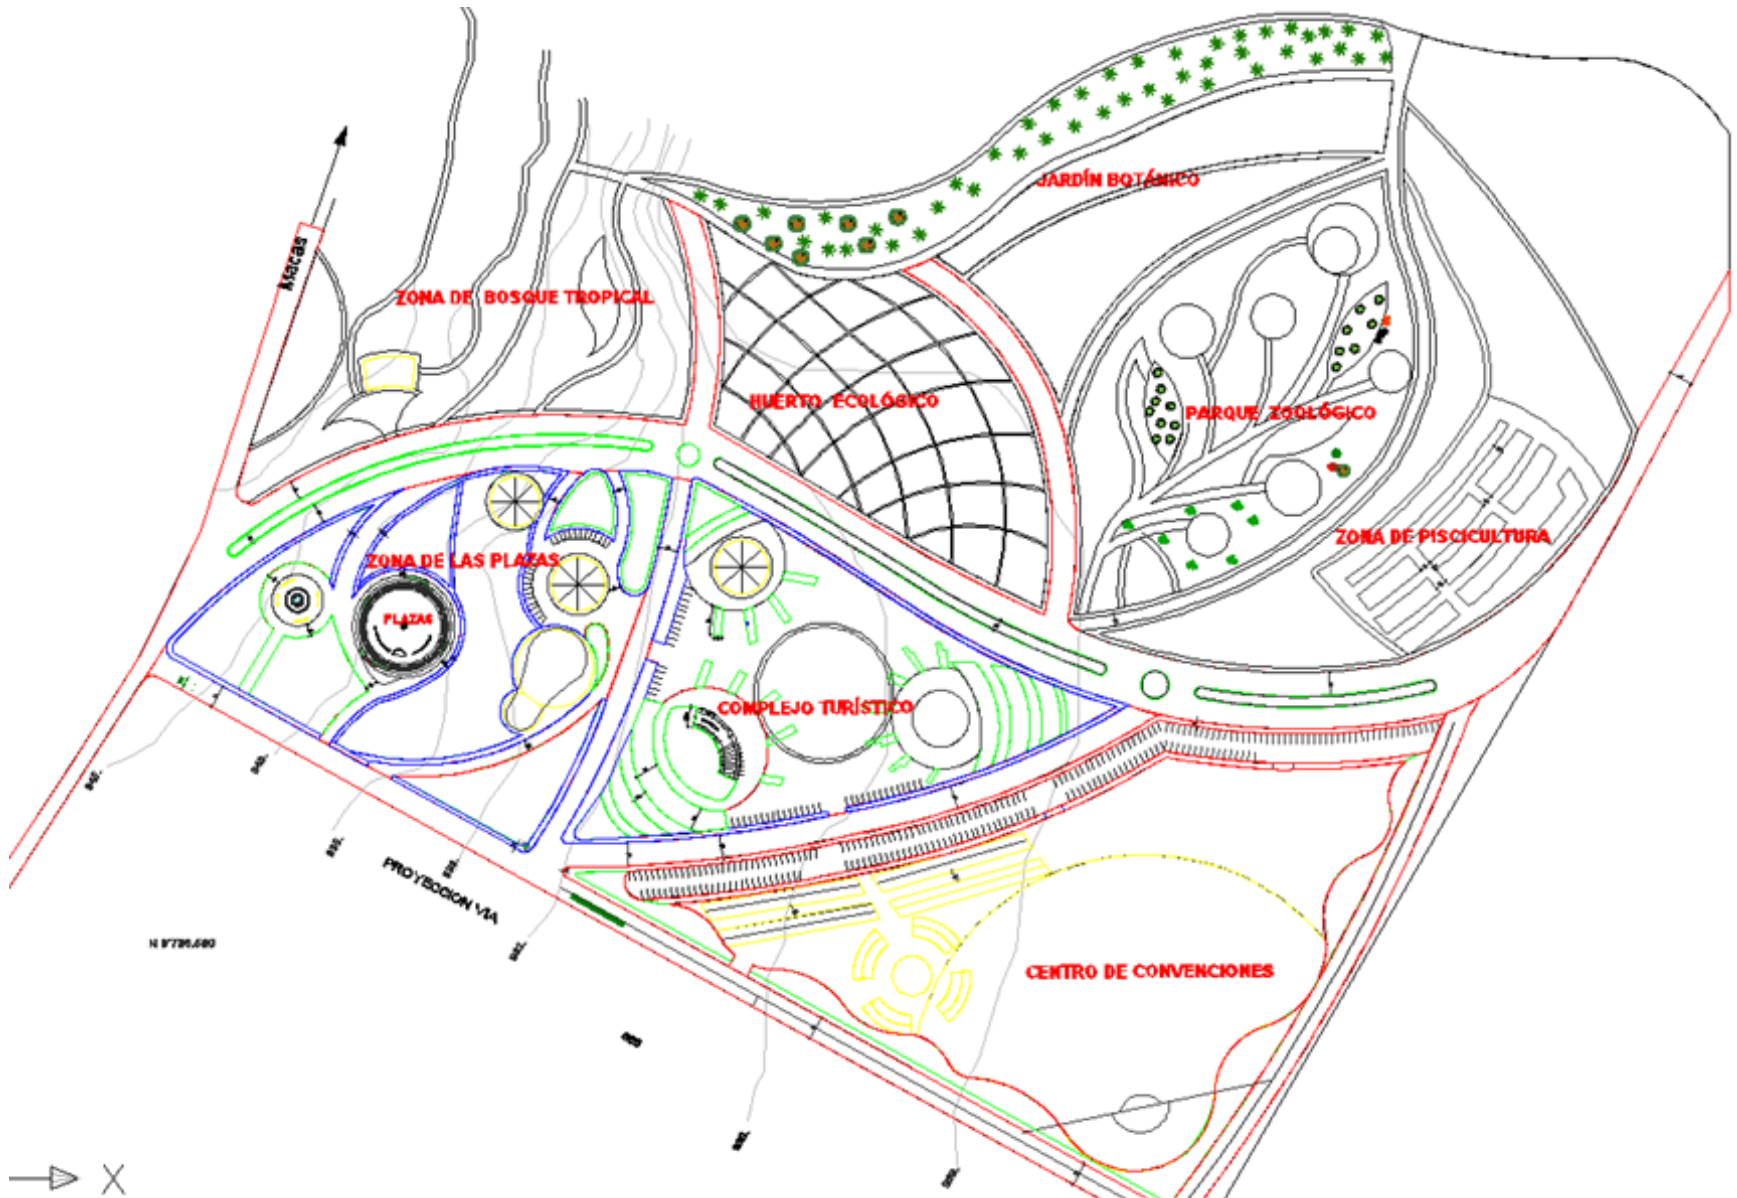 JARDÍN BOTÁNICO
Macas
ZONA DE BOSQUE TROPICAL
HUERTO ECOLÓGICO
PARQUE ZOOLÓGICO
ZONA DE PISCICULTURA
ZONA DE LAS PLAZAS
PLAZAS
COMPLEJO TURÍSTICO
PROYECCION VIA
CENTRO DE CONVENCIONES
X